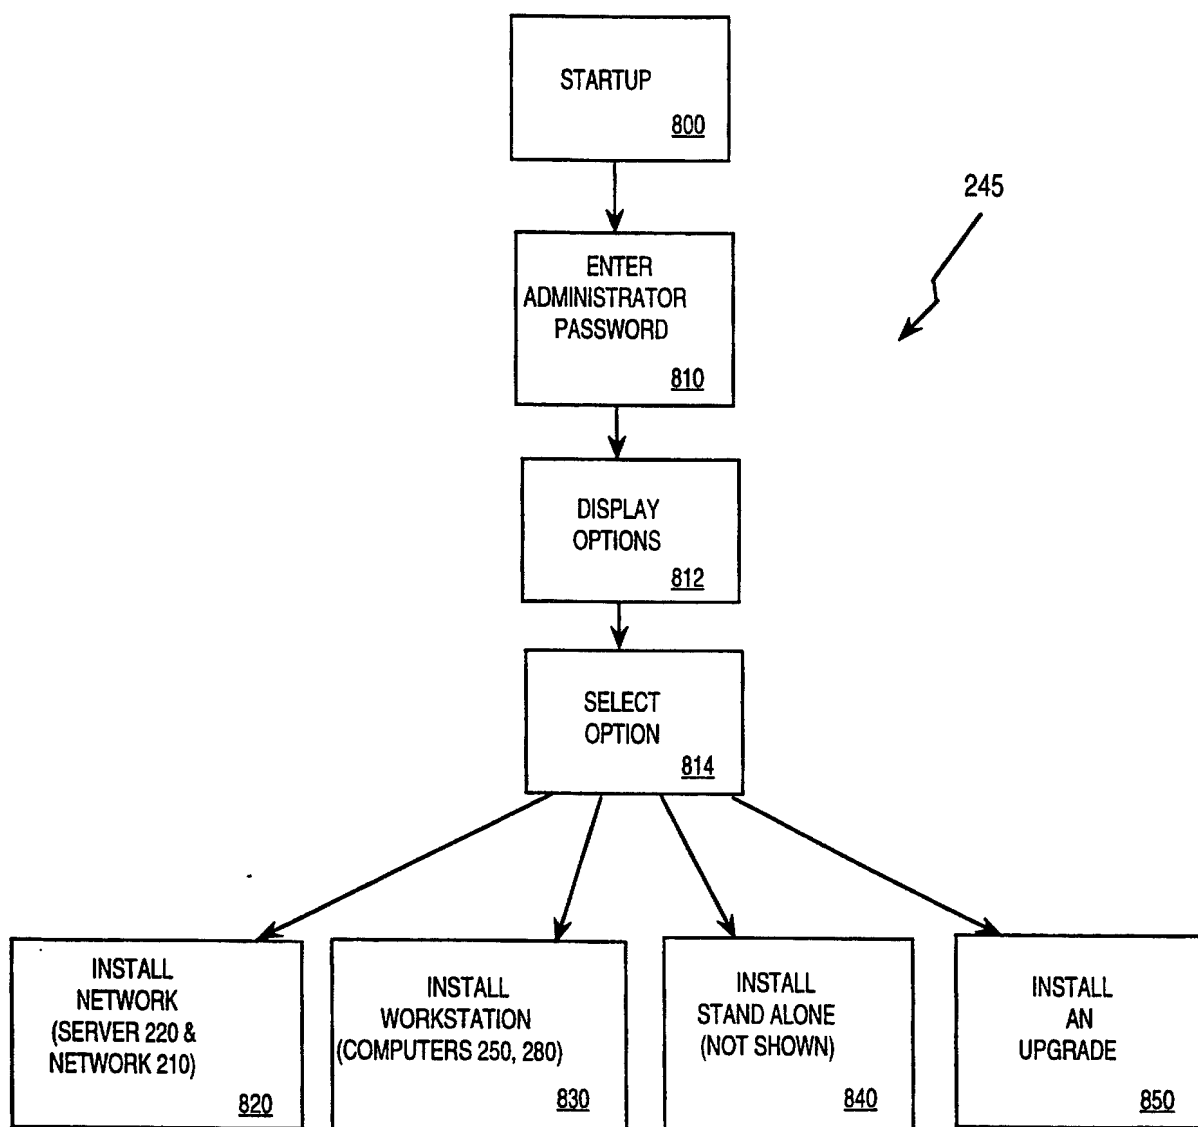 STARTUP
800
245
ENTER
ADMINISTRATOR
PASSWORD
810
DISPLAY
OPTIONS
812
SELECT
OPTION
814
INSTALL
NETWORK
(SERVER 220 &
NETWORK 210)
820
INSTALL
WORKSTATION
(COMPUTERS 250, 280)
830
INSTALL
STAND ALONE
(NOT SHOWN)
840
INSTALL
AN
UPGRADE
850